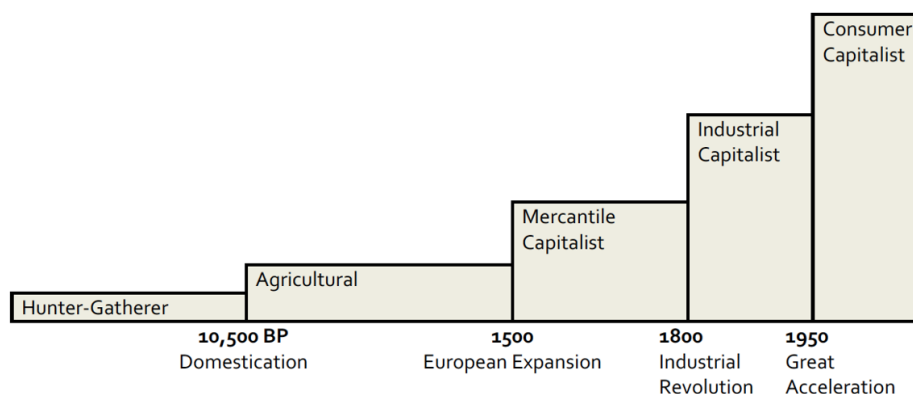 Consumer
Capitalist
Industrial
Capitalist
Mercantile
Capitalist
Agricultural
Hunter-Gatherer
10,500 BP
Domestication
1500
European Expansion
1800
Industrial
Revolution
1950
Great
Acceleration